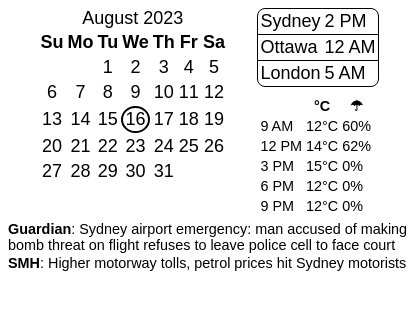 August 2023
Su Mo Tu We Th Fr Sa
1 2 3 4 5
6 7 8 9 10 11 12
13 14 15 16 17 18 19
20 21 22 23 24 25 26
27 28 29 30 31
Sydney 2 PM
Ottawa 12 AM
London 5 AM
°C ☂
9 AM 12°C 60%
12 PM 14°C 62%
3 PM 15°C 0%
6 PM 12°C 0%
9 PM 12°C 0%
Guardian: Sydney airport emergency: man accused of making
bomb threat on flight refuses to leave police cell to face court
SMH: Higher motorway tolls, petrol prices hit Sydney motorists